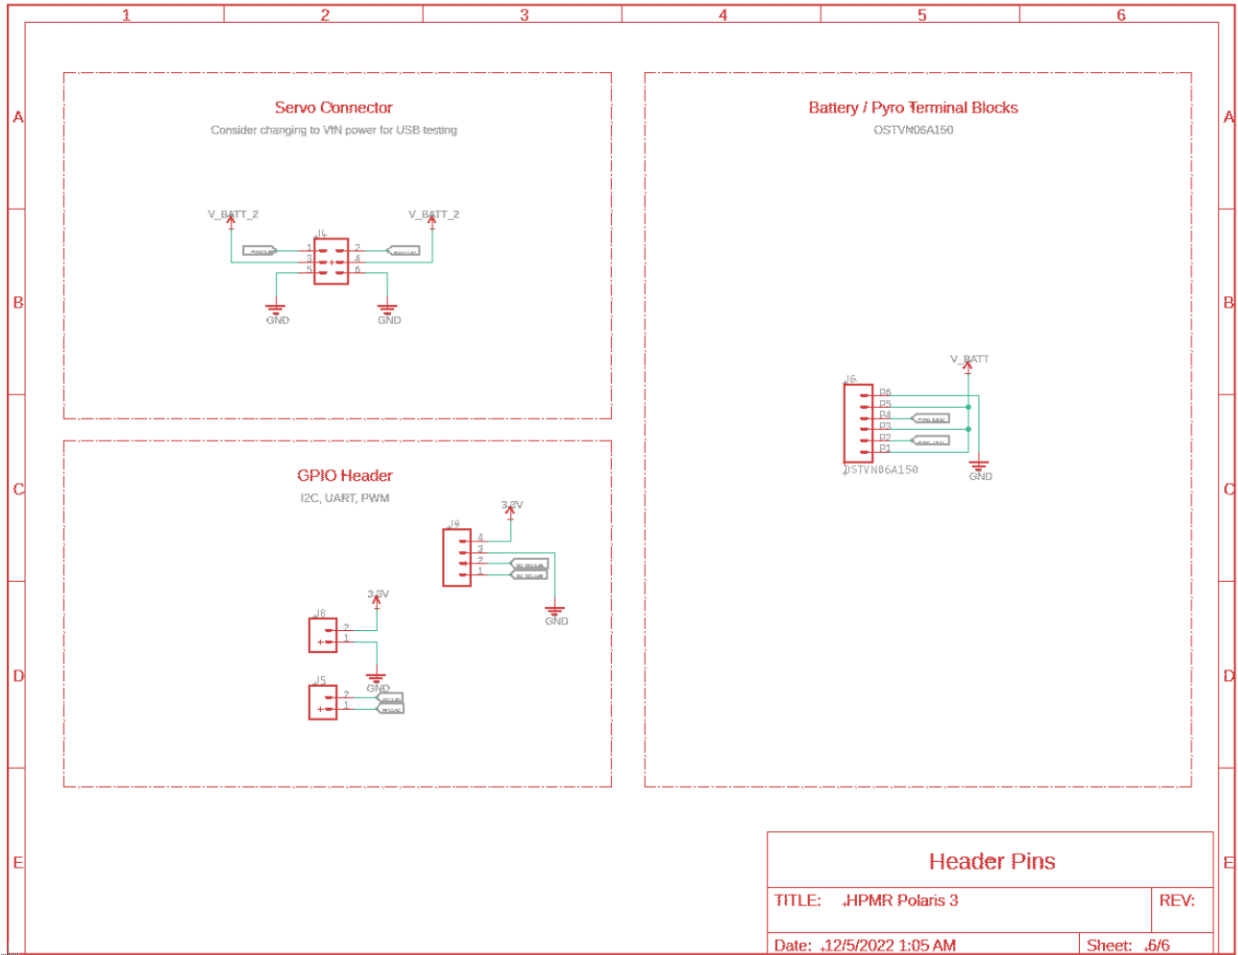 1 2 3 4 5 6
A A
B B
C C
D D
E E
Servo Connector
Consider changing to VIN power for USB testing
V_BATT_2 V_BATT_2
1 2
3 4
5 6
GND GND
Battery / Pyro Terminal Blocks
OSTVN06A150
V_BATT
P6
P5
P4
P3
P2
P1
OSTVN06A150
GND
GPIO Header
I2C, UART, PWM
3.3V
J9
4
3
2
1
GND
3.3V
2
1
GND
J5
2
1
Header Pins
TITLE: HPMR Polaris 3 REV:
Date: 12/5/2022 1:05 AM Sheet: 6/6